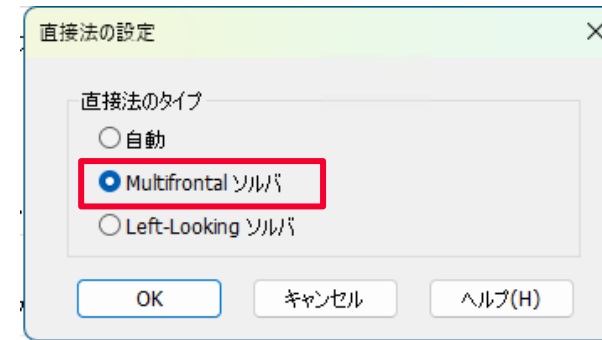 直接法の設定
直接法のタイプ
自動
Multifrontal ソルバ
Left-Looking ソルバ
OK
キャンセル
ヘルプ(H)